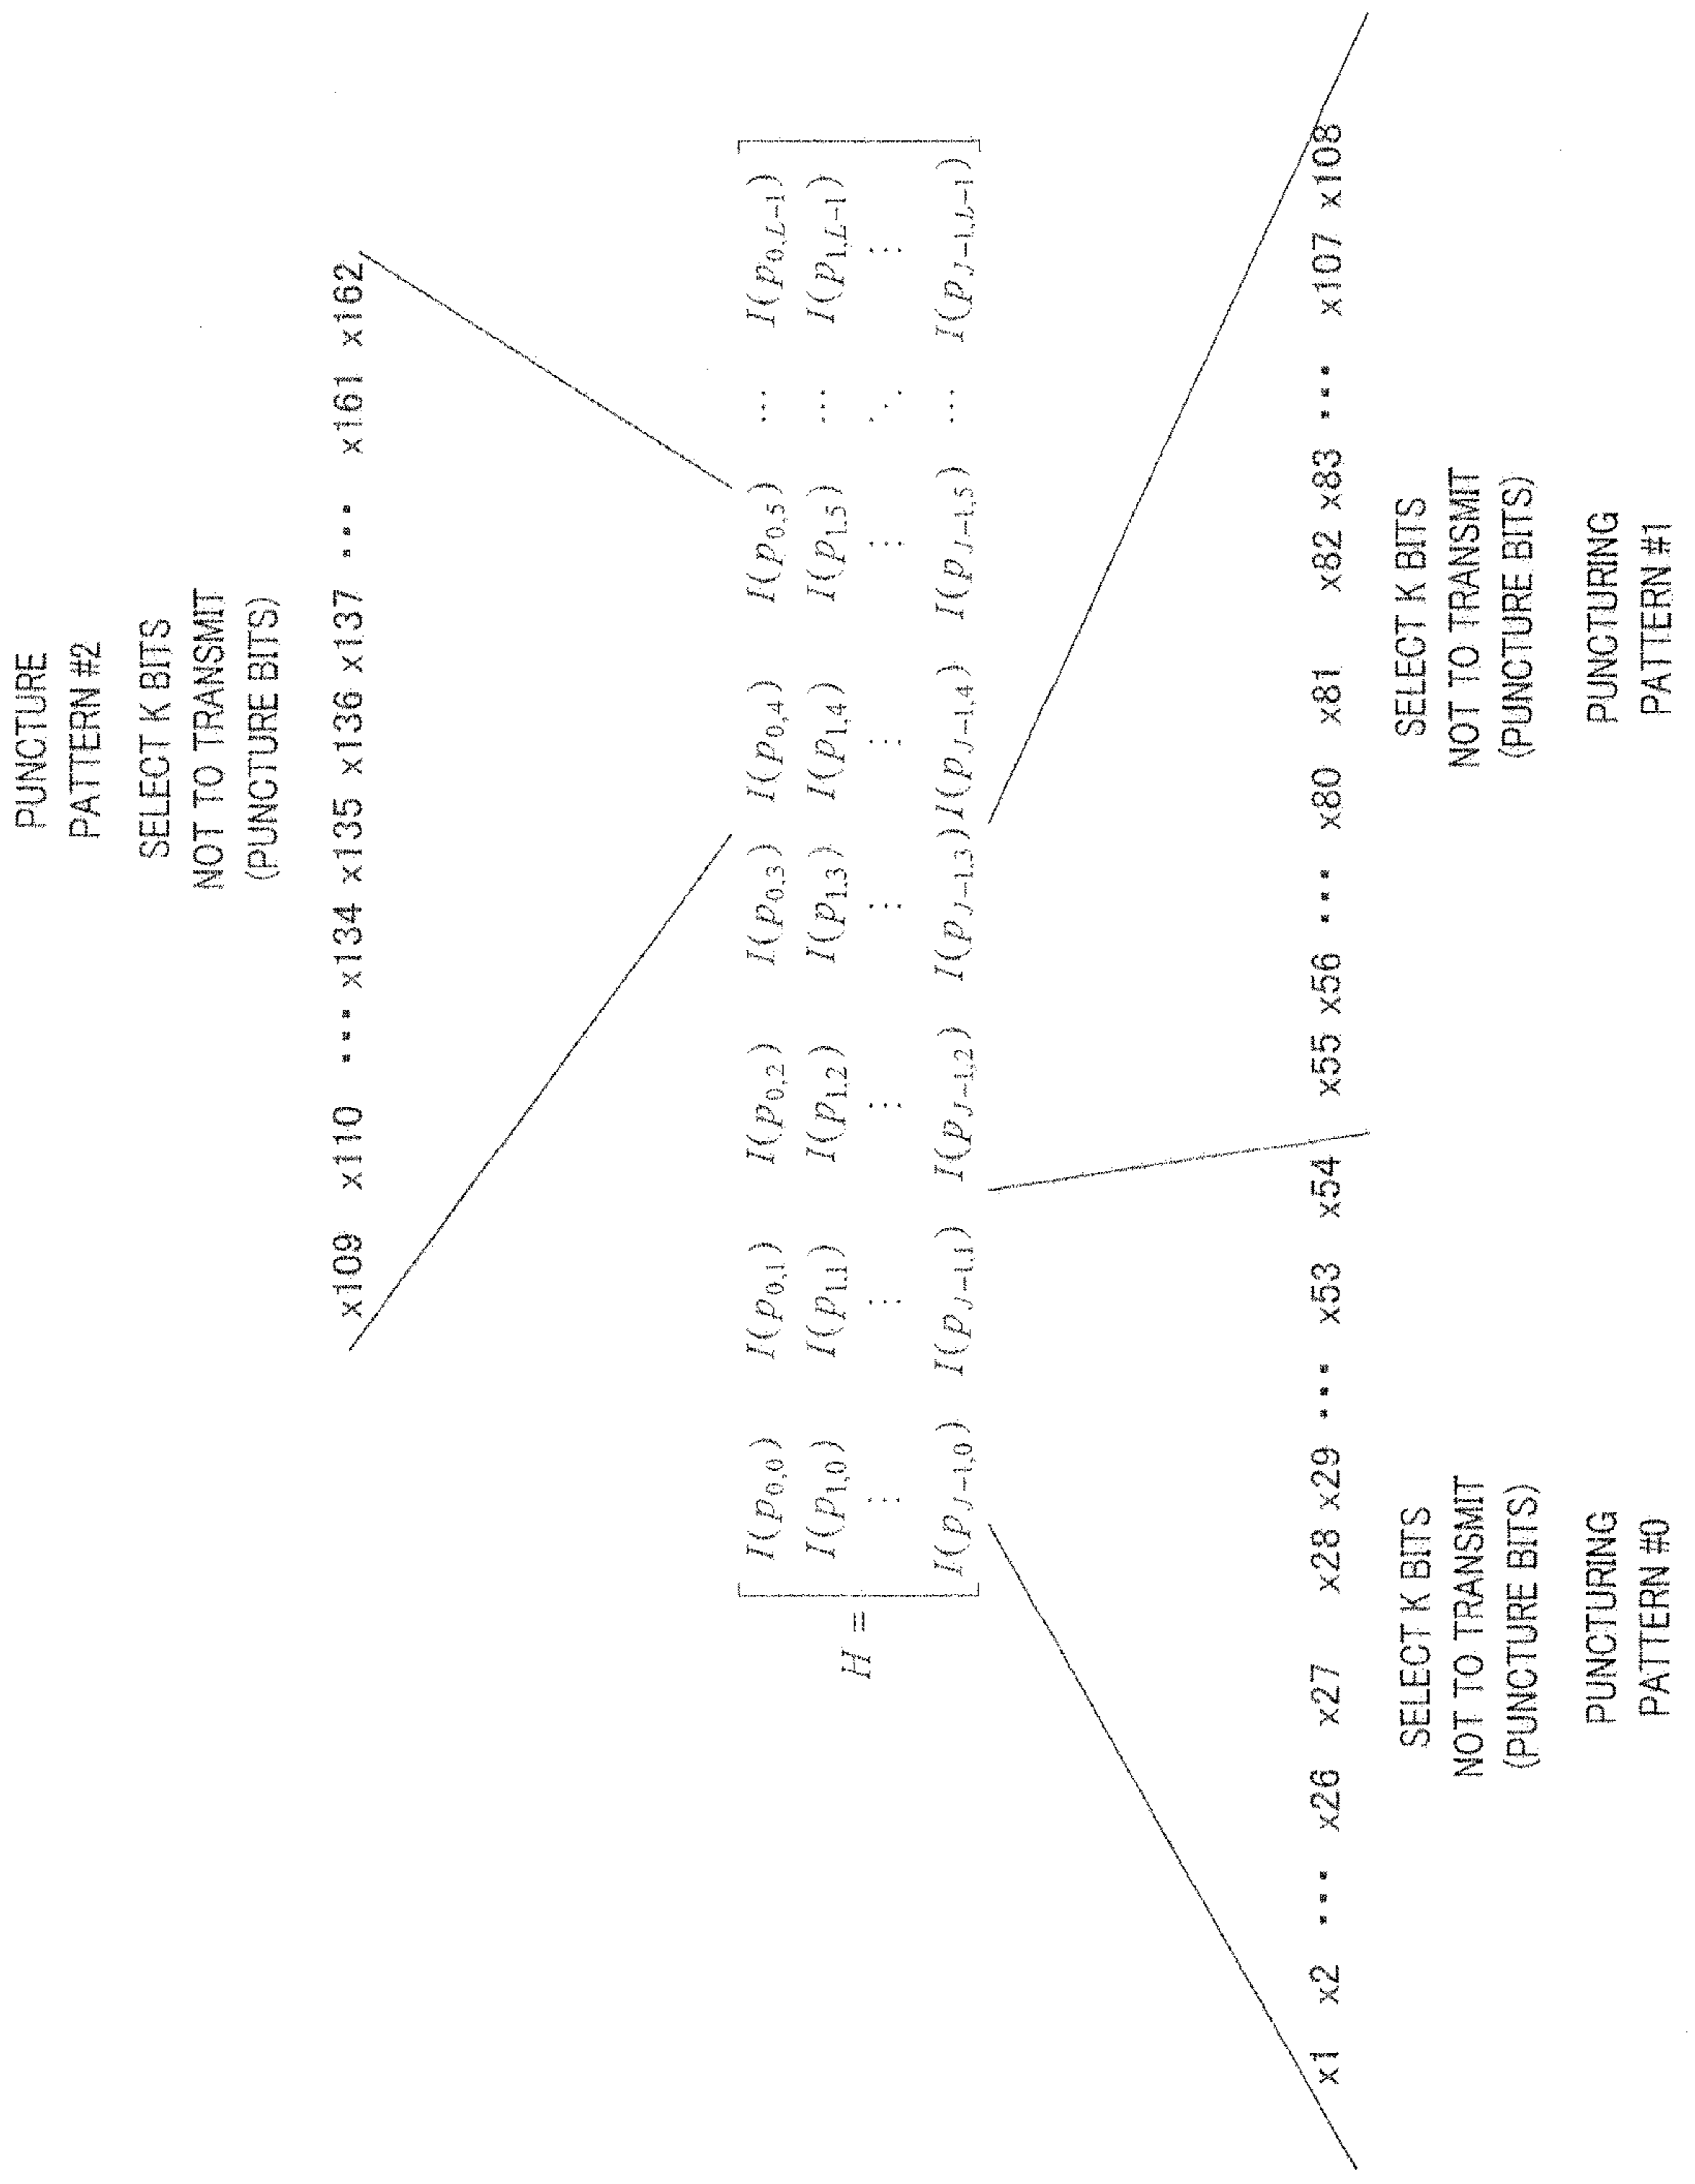 PUNCTURE
PATTERN #2
SELECT K BITS
NOT TO TRANSMIT
(PUNCTURE BITS)
x109 x110 ... x134 x135 x136 x137 ... x161 x162
I(p0,0) I(p0,1) I(p0,2) I(p0,3) I(p0,4) I(p0,5) ... I(p0,L-1)
I(p1,0) I(p1,1) I(p1,2) I(p1,3) I(p1,4) I(p1,5) ... I(p1,L-1)
H = ⋮ ⋮ ⋮ ⋮ ⋮ ⋮ ⋱ ⋮
I(pJ-1,0) I(pJ-1,1) I(pJ-1,2) I(pJ-1,3) I(pJ-1,4) I(pJ-1,5) ... I(pJ-1,L-1)
x1 x2 ... x26 x27 x28 x29 ... x53 x54 x55 x56 ... x80 x81 x82 x83 ... x107 x108
SELECT K BITS
NOT TO TRANSMIT
(PUNCTURE BITS)
PUNCTURING
PATTERN #0
SELECT K BITS
NOT TO TRANSMIT
(PUNCTURE BITS)
PUNCTURING
PATTERN #1